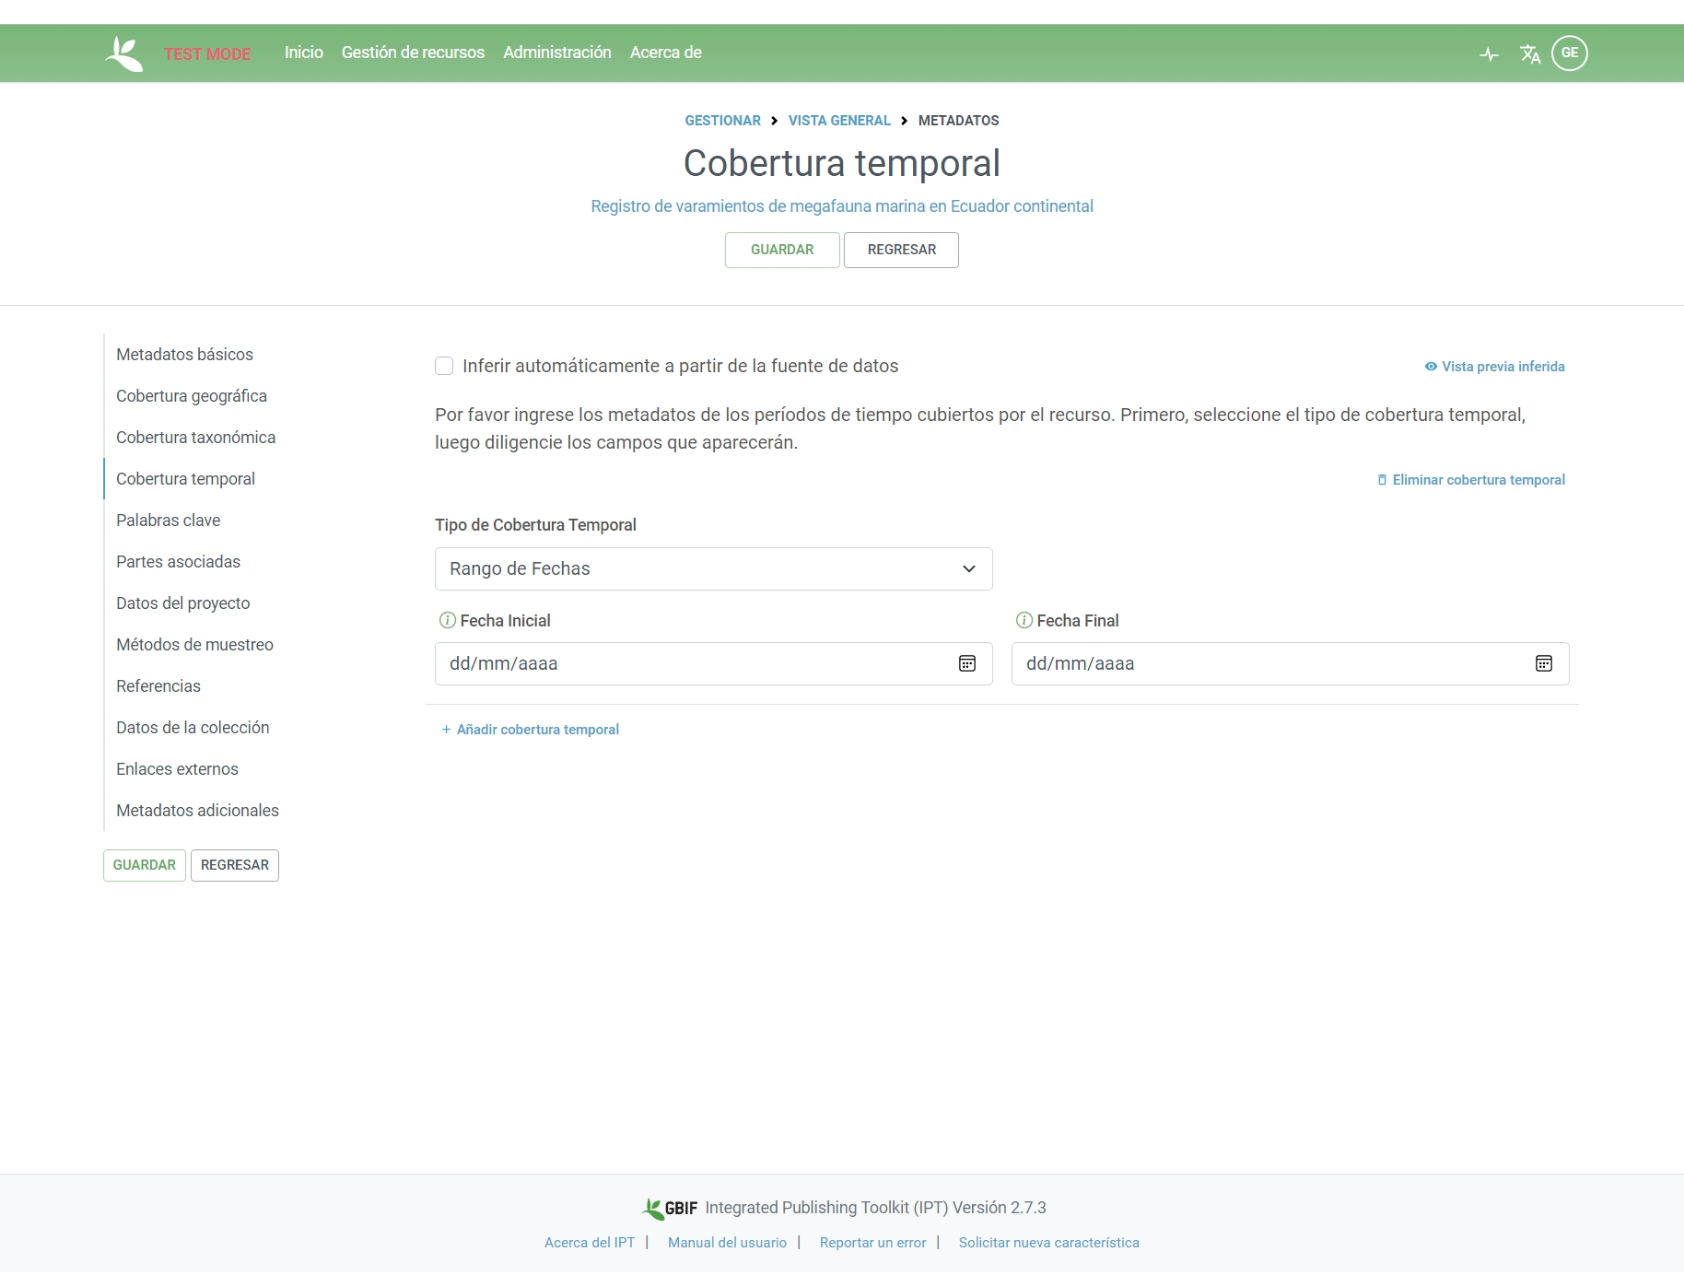 TEST MODE Inicio Gestión de recursos Administración Acerca de GE
GESTIONAR VISTA GENERAL METADATOS
Cobertura temporal
Registro de varamientos de megafauna marina en Ecuador continental
GUARDAR REGRESAR
Metadatos básicos
Cobertura geográfica
Cobertura taxonómica
Cobertura temporal
Palabras clave
Partes asociadas
Datos del proyecto
Métodos de muestreo
Referencias
Datos de la colección
Enlaces externos
Metadatos adicionales
GUARDAR REGRESAR
Inferir automáticamente a partir de la fuente de datos Vista previa inferida
Por favor ingrese los metadatos de los períodos de tiempo cubiertos por el recurso. Primero, seleccione el tipo de cobertura temporal,
luego diligencie los campos que aparecerán.
Eliminar cobertura temporal
Tipo de Cobertura Temporal
Rango de Fechas
Fecha Inicial Fecha Final
dd/mm/aaaa dd/mm/aaaa
+ Añadir cobertura temporal
GBIF Integrated Publishing Toolkit (IPT) Versión 2.7.3
Acerca del IPT | Manual del usuario | Reportar un error | Solicitar nueva característica